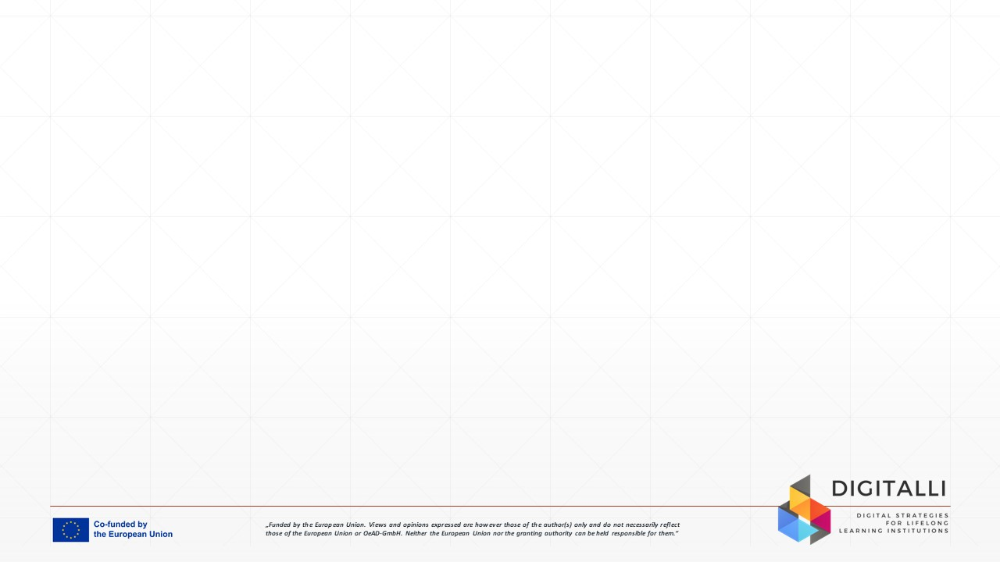 DIGITALLI
DIGITAL STRATEGIES
FOR LIFELONG
LEARNING INSTITUTIONS
Co-funded by
the European Union
„Funded by the European Union. Views and opinions expressed are however those of the author(s) only and do not necessarily reflect
those of the European Union or OeAD-GmbH. Neither the European Union nor the granting authority can be held responsible for them.“